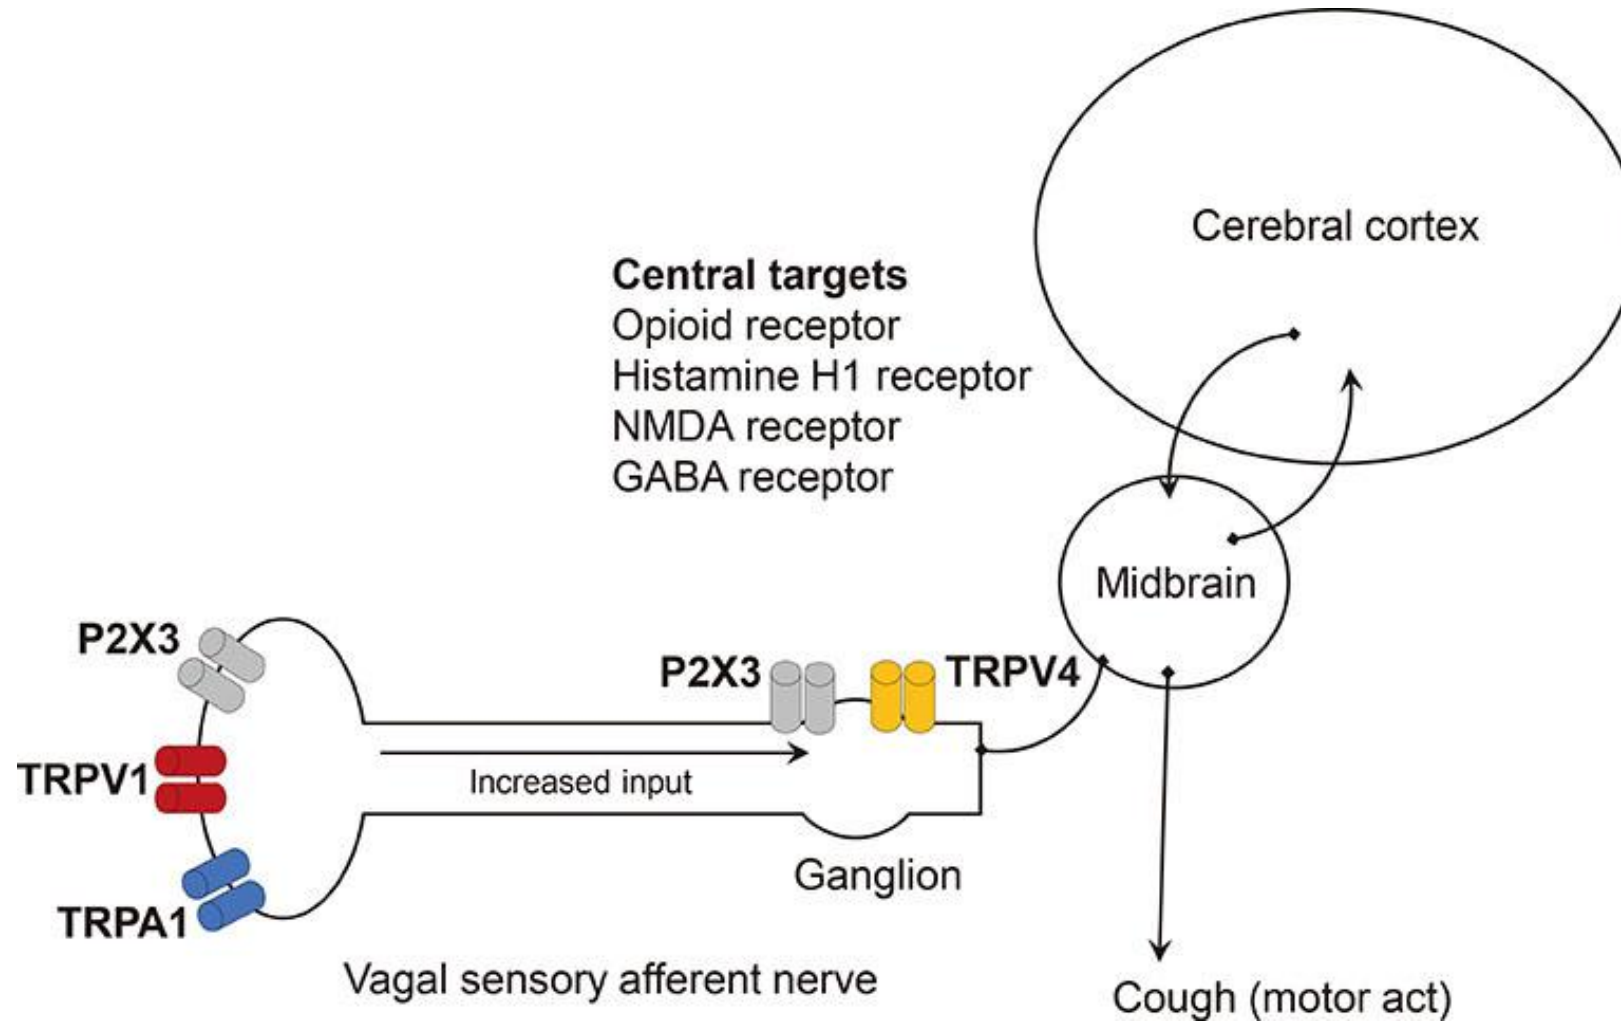 Cerebral cortex
Central targets
Opioid receptor
Histamine H1 receptor
NMDA receptor
GABA receptor
Midbrain
P2X3
P2X3
TRPV4
TRPV1
Increased input
Ganglion
TRPA1
Vagal sensory afferent nerve
Cough (motor act)